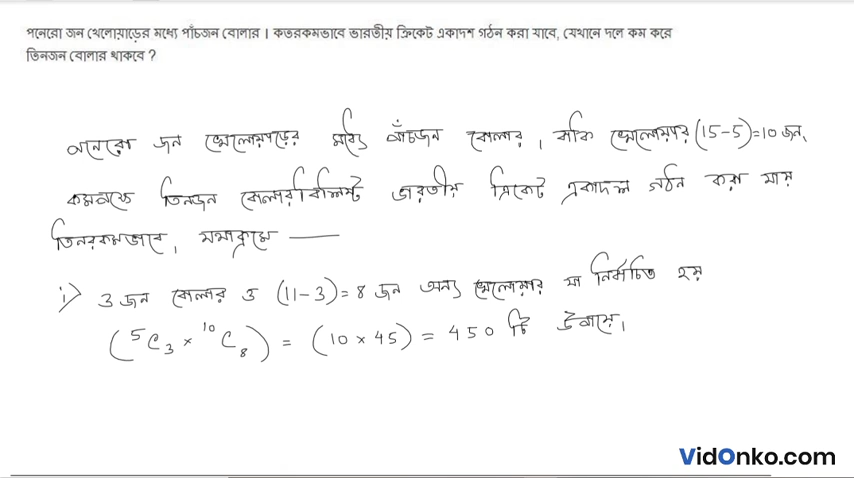 পনেরো জন খেলোয়াড়ের মধ্যে পাঁচজন বোলার । কতরকমভাবে ভারতীয় ক্রিকেট একাদশ গঠন করা যাবে, যেখানে দলে কম করে
তিনজন বোলার থাকবে ?
পনেরো জন খেলোয়াড়ের মধ্যে পাঁচজন বোলার, বাকি খেলোয়াড় (15-5)=10 জন,
কমপক্ষে তিনজন বোলারবিশিষ্ট ভারতীয় ক্রিকেট একাদশ গঠন করা যায়
তিনরকমভাবে, যথাক্রমে —
i) 3 জন বোলার ও (11-3)=8 জন অন্য খেলোয়াড় যা নির্বাচিত হয়
(⁵C₃ × ¹⁰C₈) = (10 × 45) = 450 টি উপায়ে।
VidOnko.com